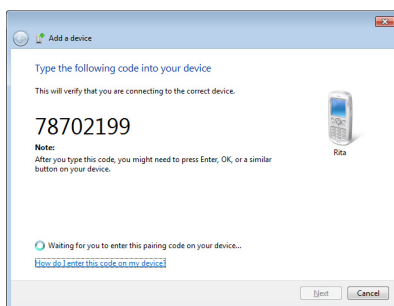 Add a device
Type the following code into your device
This will verify that you are connecting to the correct device.
78702199
Rita
Note:
After you type this code, you might need to press Enter, OK, or a similar
button on your device.
Waiting for you to enter this pairing code on your device...
How do I enter this code on my device?
Next Cancel